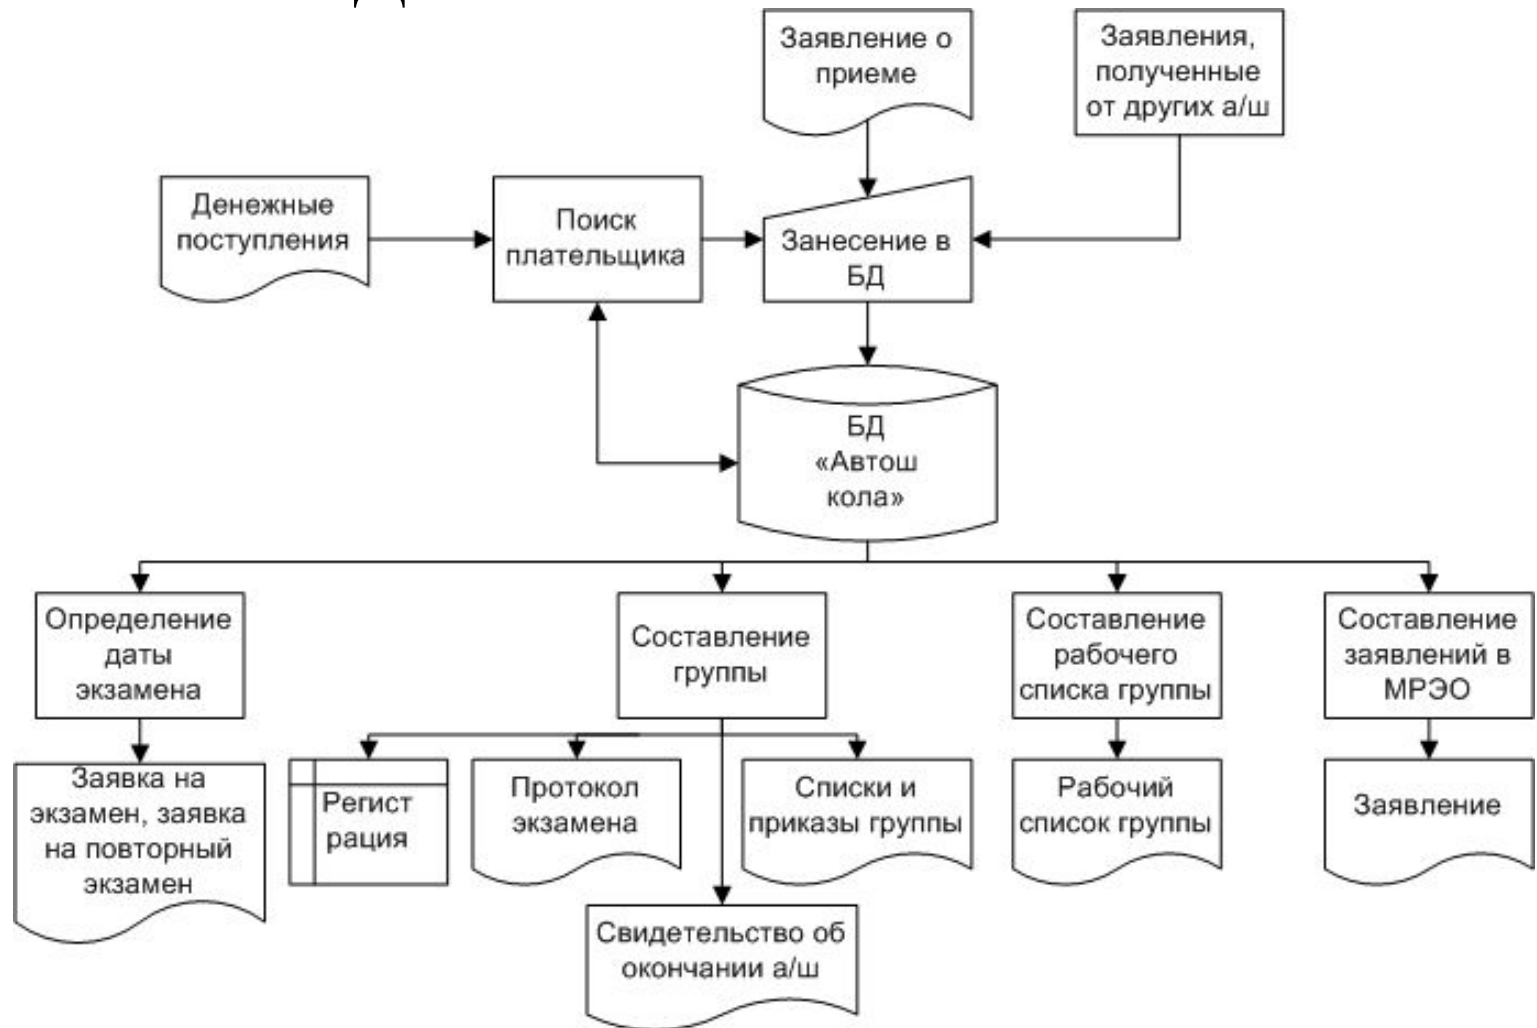 Заявление о
приеме
Заявления,
полученные
от других а/ш
Денежные
поступления
Поиск
плательщика
Занесение в
БД
БД
«Автош
кола»
Определение
даты
экзамена
Составление
группы
Составление
рабочего
списка группы
Составление
заявлений в
МРЭО
Заявка на
экзамен, заявка
на повторный
экзамен
Регист
рация
Протокол
экзамена
Списки и
приказы группы
Рабочий
список группы
Заявление
Свидетельство об
окончании а/ш